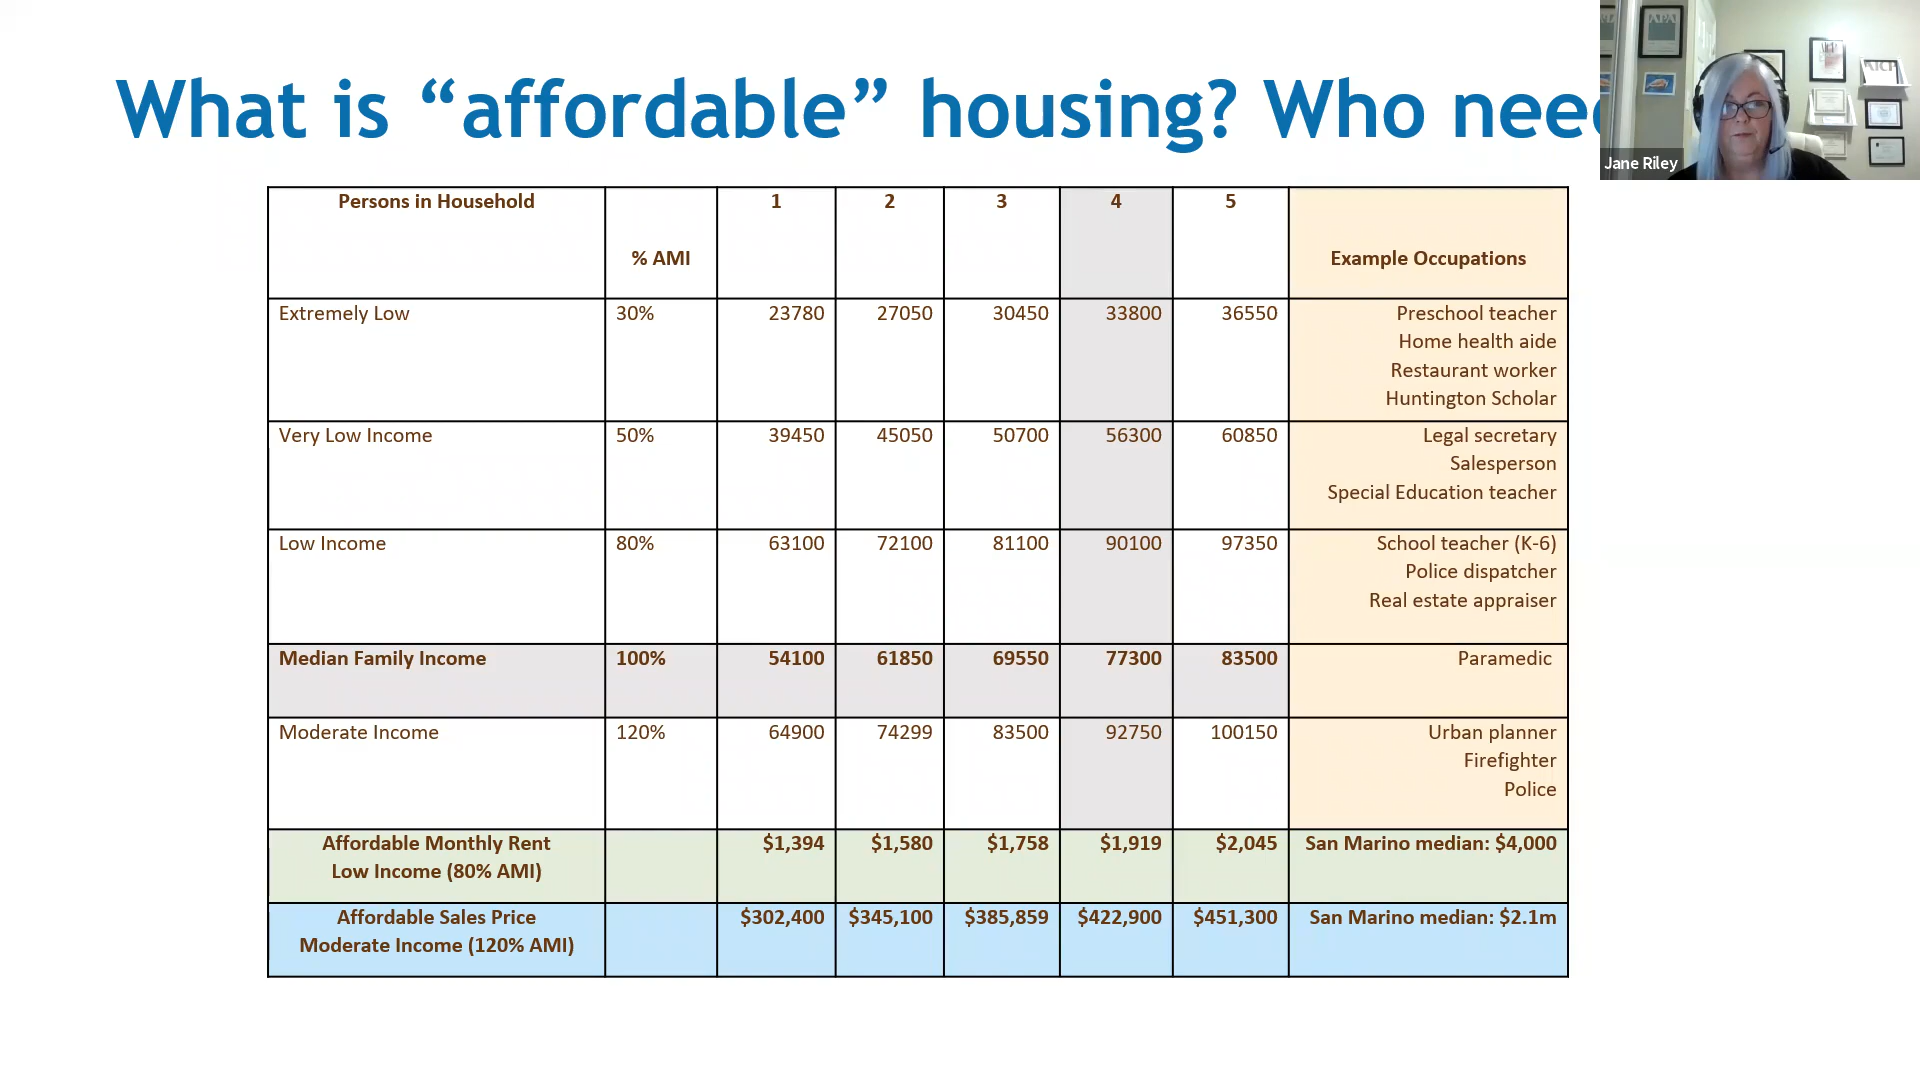 What is “affordable” housing? Who nee
Jane Riley
Persons in Household 1 2 3 4 5
% AMI Example Occupations
Extremely Low 30% 23780 27050 30450 33800 36550 Preschool teacher
Home health aide
Restaurant worker
Huntington Scholar
Very Low Income 50% 39450 45050 50700 56300 60850 Legal secretary
Salesperson
Special Education teacher
Low Income 80% 63100 72100 81100 90100 97350 School teacher (K-6)
Police dispatcher
Real estate appraiser
Median Family Income 100% 54100 61850 69550 77300 83500 Paramedic
Moderate Income 120% 64900 74299 83500 92750 100150 Urban planner
Firefighter
Police
Affordable Monthly Rent $1,394 $1,580 $1,758 $1,919 $2,045 San Marino median: $4,000
Low Income (80% AMI)
Affordable Sales Price $302,400 $345,100 $385,859 $422,900 $451,300 San Marino median: $2.1m
Moderate Income (120% AMI)